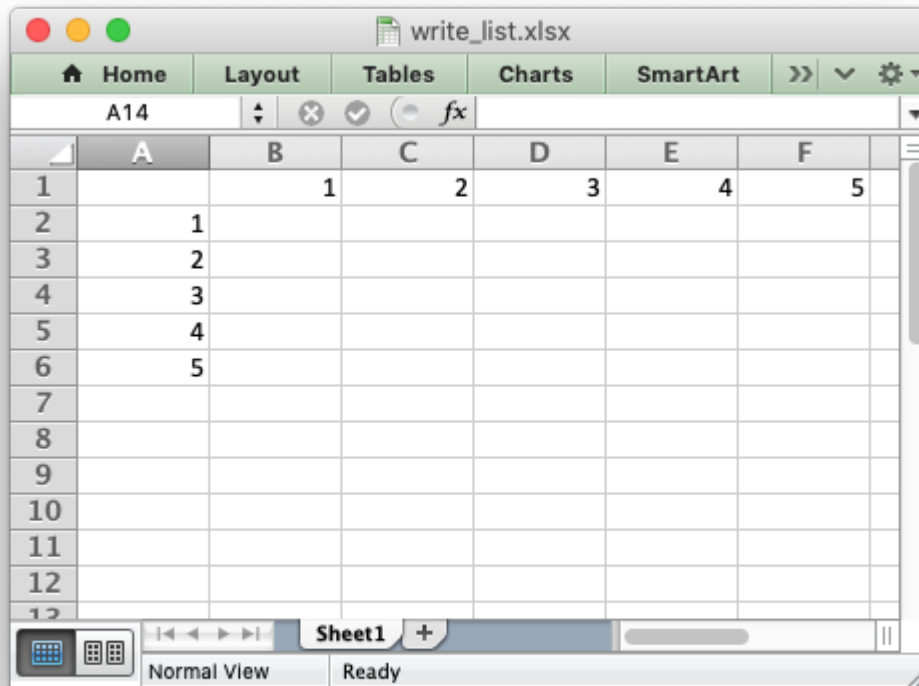 write_list.xlsx
Home Layout Tables Charts SmartArt
A14 fx
A B C D E F
1 1 2 3 4 5
2 1
3 2
4 3
5 4
6 5
7
8
9
10
11
12
13
Sheet1 +
Normal View Ready